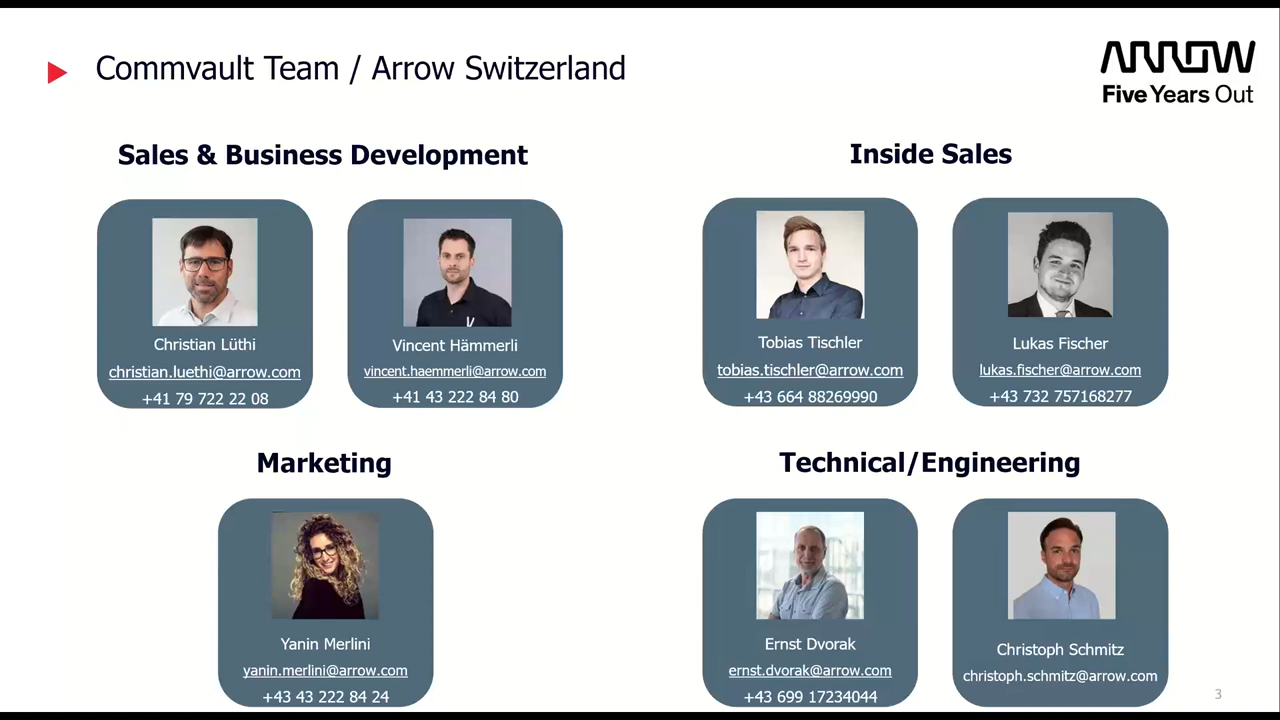 Commvault Team / Arrow Switzerland
ARROW
Five Years Out
Sales & Business Development
Christian Lüthi
christian.luethi@arrow.com
+41 79 722 22 08
Vincent Hämmerli
vincent.haemmerli@arrow.com
+41 43 222 84 80
Inside Sales
Tobias Tischler
tobias.tischler@arrow.com
+43 664 88269990
Lukas Fischer
lukas.fischer@arrow.com
+43 732 757168277
Marketing
Yanin Merlini
yanin.merlini@arrow.com
+43 43 222 84 24
Technical/Engineering
Ernst Dvorak
ernst.dvorak@arrow.com
+43 699 17234044
Christoph Schmitz
christoph.schmitz@arrow.com
3